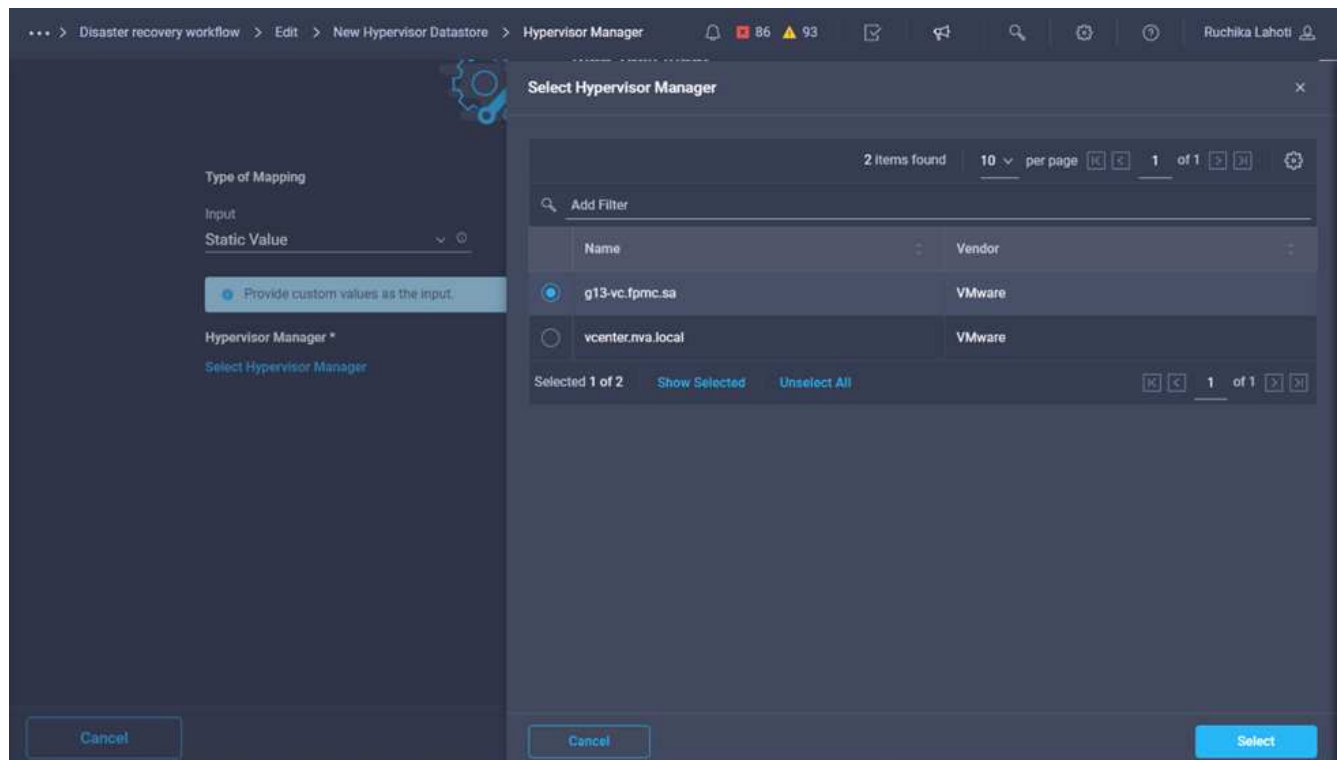 ••• > Disaster recovery workflow > Edit > New Hypervisor Datastore > Hypervisor Manager 86 93 Ruchika Lahoti
Select Hypervisor Manager
2 items found 10 per page 1 of 1
Type of Mapping
Add Filter
Input
Static Value
Name Vendor
Provide custom values as the input.
g13-vc.fpmc.sa VMware
Hypervisor Manager *
vcenter.nva.local VMware
Select Hypervisor Manager
Selected 1 of 2 Show Selected Unselect All 1 of 1
Cancel
Cancel Select